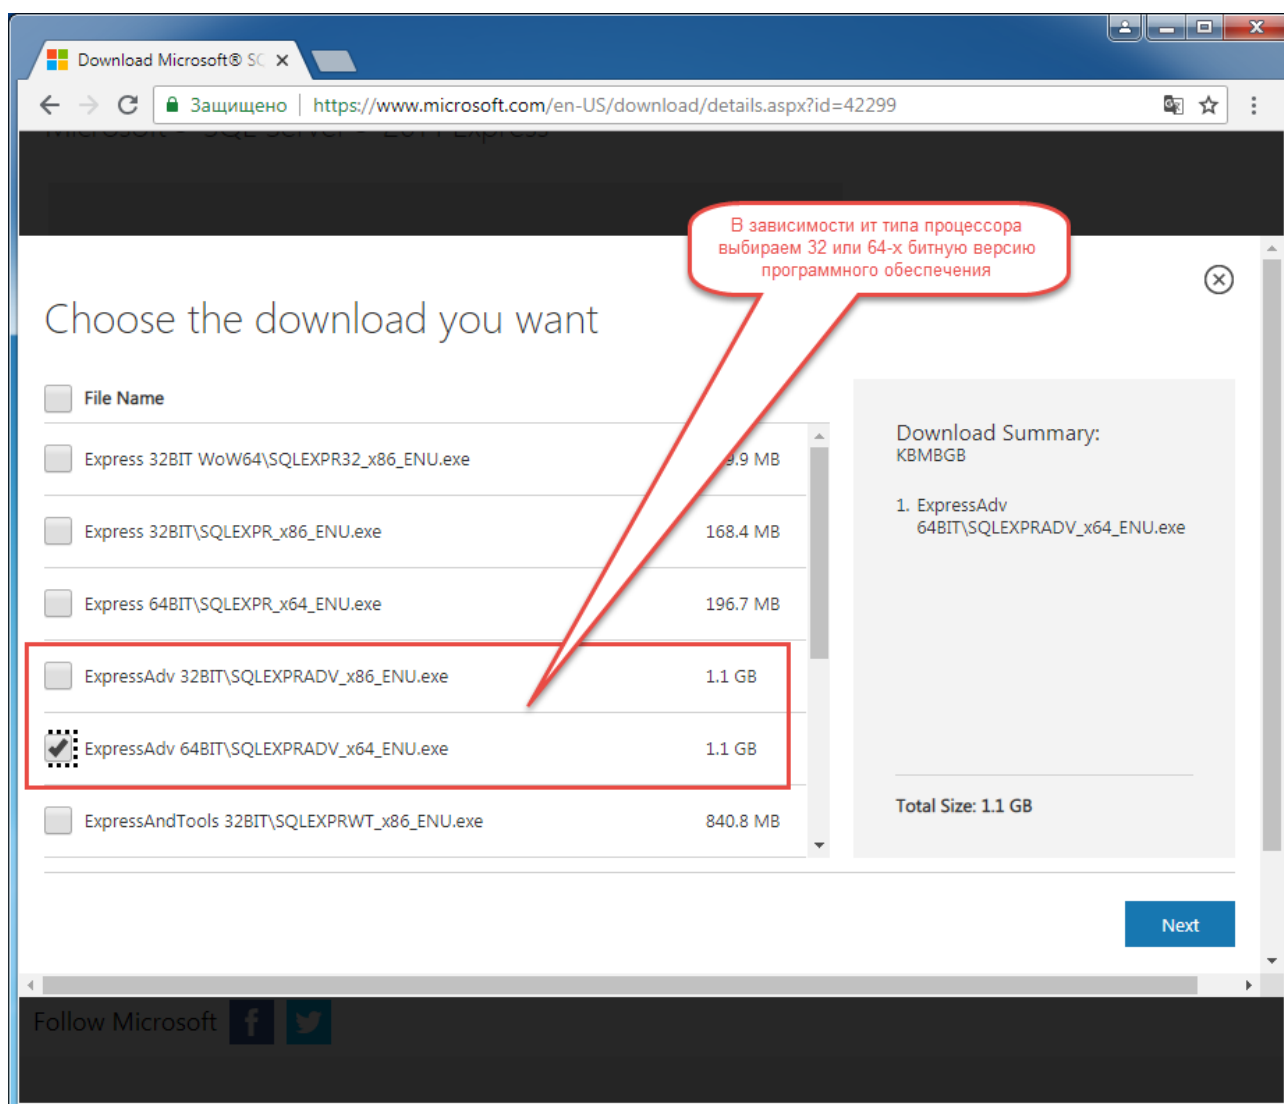 Download Microsoft® SC
Защищено
https://www.microsoft.com/en-US/download/details.aspx?id=42299
В зависимости ит типа процессора
выбираем 32 или 64-х битную версию
программного обеспечения
Choose the download you want
File Name
Express 32BIT WoW64\SQLEXPR32_x86_ENU.exe
9.9 MB
Express 32BIT\SQLEXPR_x86_ENU.exe
168.4 MB
Express 64BIT\SQLEXPR_x64_ENU.exe
196.7 MB
ExpressAdv 32BIT\SQLEXPRADV_x86_ENU.exe
1.1 GB
ExpressAdv 64BIT\SQLEXPRADV_x64_ENU.exe
1.1 GB
ExpressAndTools 32BIT\SQLEXPRWT_x86_ENU.exe
840.8 MB
Download Summary:
KBMBGB
1. ExpressAdv
64BIT\SQLEXPRADV_x64_ENU.exe
Total Size: 1.1 GB
Next
Follow Microsoft